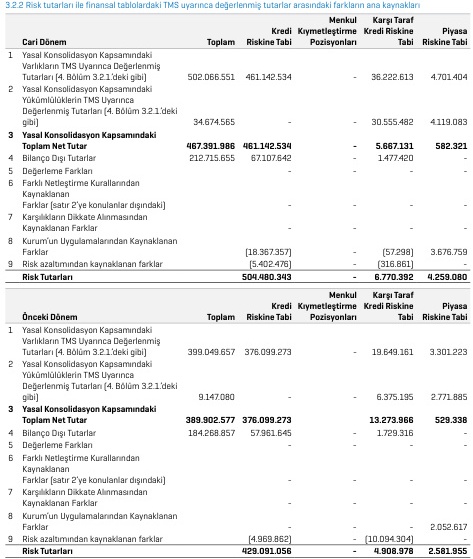 3.2.2 Risk tutarları ile finansal tablolardaki TMS uyarınca değerlenmiş tutarlar arasındaki farkların ana kaynakları
Cari Dönem Toplam Kredi Riskine Tabi Menkul Kıymetleştirme Pozisyonları Karşı Taraf Kredi Riskine Tabi Piyasa Riskine Tabi
1 Yasal Konsolidasyon Kapsamındaki
Varlıkların TMS Uyarınca Değerlenmiş
Tutarları (4. Bölüm 3.2.1.'deki gibi) 502.066.551 461.142.534 - 36.222.613 4.701.404
2 Yasal Konsolidasyon Kapsamındaki
Yükümlülüklerin TMS Uyarınca
Değerlenmiş Tutarları (4. Bölüm 3.2.1.'deki
gibi) 34.674.565 - - 30.555.482 4.119.083
3 Yasal Konsolidasyon Kapsamındaki
Toplam Net Tutar 467.391.986 461.142.534 - 5.667.131 582.321
4 Bilanço Dışı Tutarlar 212.715.655 67.107.642 - 1.477.420 -
5 Değerleme Farkları - - - -
6 Farklı Netleştirme Kurallarından
Kaynaklanan
Farklar (satır 2'ye konulanlar dışındaki) - - - -
7 Karşılıkların Dikkate Alınmasından
Kaynaklanan Farklar - - - -
8 Kurum'un Uygulamalarından Kaynaklanan
Farklar (18.367.357) - (57.298) 3.676.759
9 Risk azaltımından kaynaklanan farklar (5.402.476) - (316.861) -
Risk Tutarları 504.480.343 - 6.770.392 4.259.080
Önceki Dönem Toplam Kredi Riskine Tabi Menkul Kıymetleştirme Pozisyonları Karşı Taraf Kredi Riskine Tabi Piyasa Riskine Tabi
1 Yasal Konsolidasyon Kapsamındaki
Varlıkların TMS Uyarınca Değerlenmiş
Tutarları (4. Bölüm 3.2.1.'deki gibi) 399.049.657 376.099.273 - 19.649.161 3.301.223
2 Yasal Konsolidasyon Kapsamındaki
Yükümlülüklerin TMS Uyarınca
Değerlenmiş Tutarları (4. Bölüm 3.2.1.'deki
gibi) 9.147.080 - - 6.375.195 2.771.885
3 Yasal Konsolidasyon Kapsamındaki
Toplam Net Tutar 389.902.577 376.099.273 - 13.273.966 529.338
4 Bilanço Dışı Tutarlar 184.268.857 57.961.645 - 1.729.316 -
5 Değerleme Farkları - - - -
6 Farklı Netleştirme Kurallarından
Kaynaklanan
Farklar (satır 2'ye konulanlar dışındaki) - - - -
7 Karşılıkların Dikkate Alınmasından
Kaynaklanan Farklar - - - -
8 Kurum'un Uygulamalarından Kaynaklanan
Farklar - - - 2.052.617
9 Risk azaltımından kaynaklanan farklar (4.969.862) - (10.094.304) -
Risk Tutarları 429.091.056 - 4.908.978 2.581.955